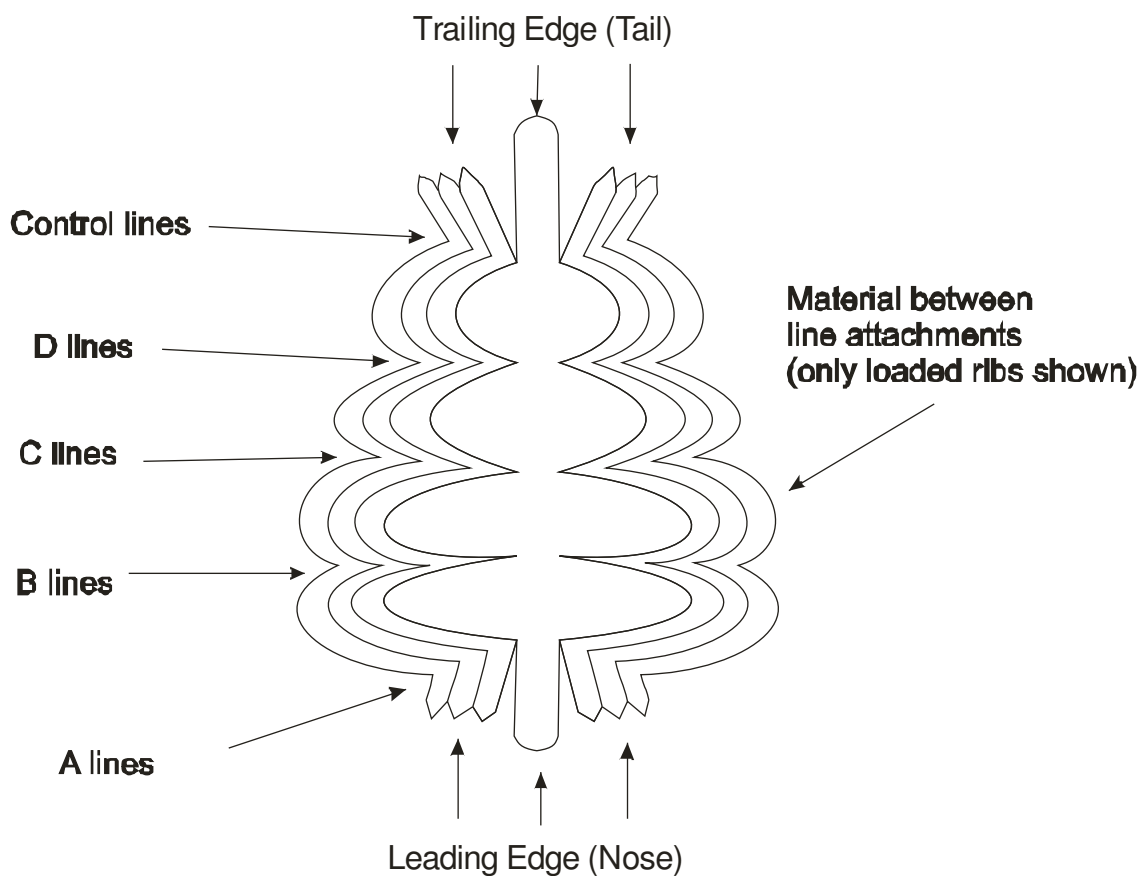 Trailing Edge (Tail)
Control lines
Material between
line attachments
(only loaded ribs shown)
D lines
C lines
B lines
A lines
Leading Edge (Nose)